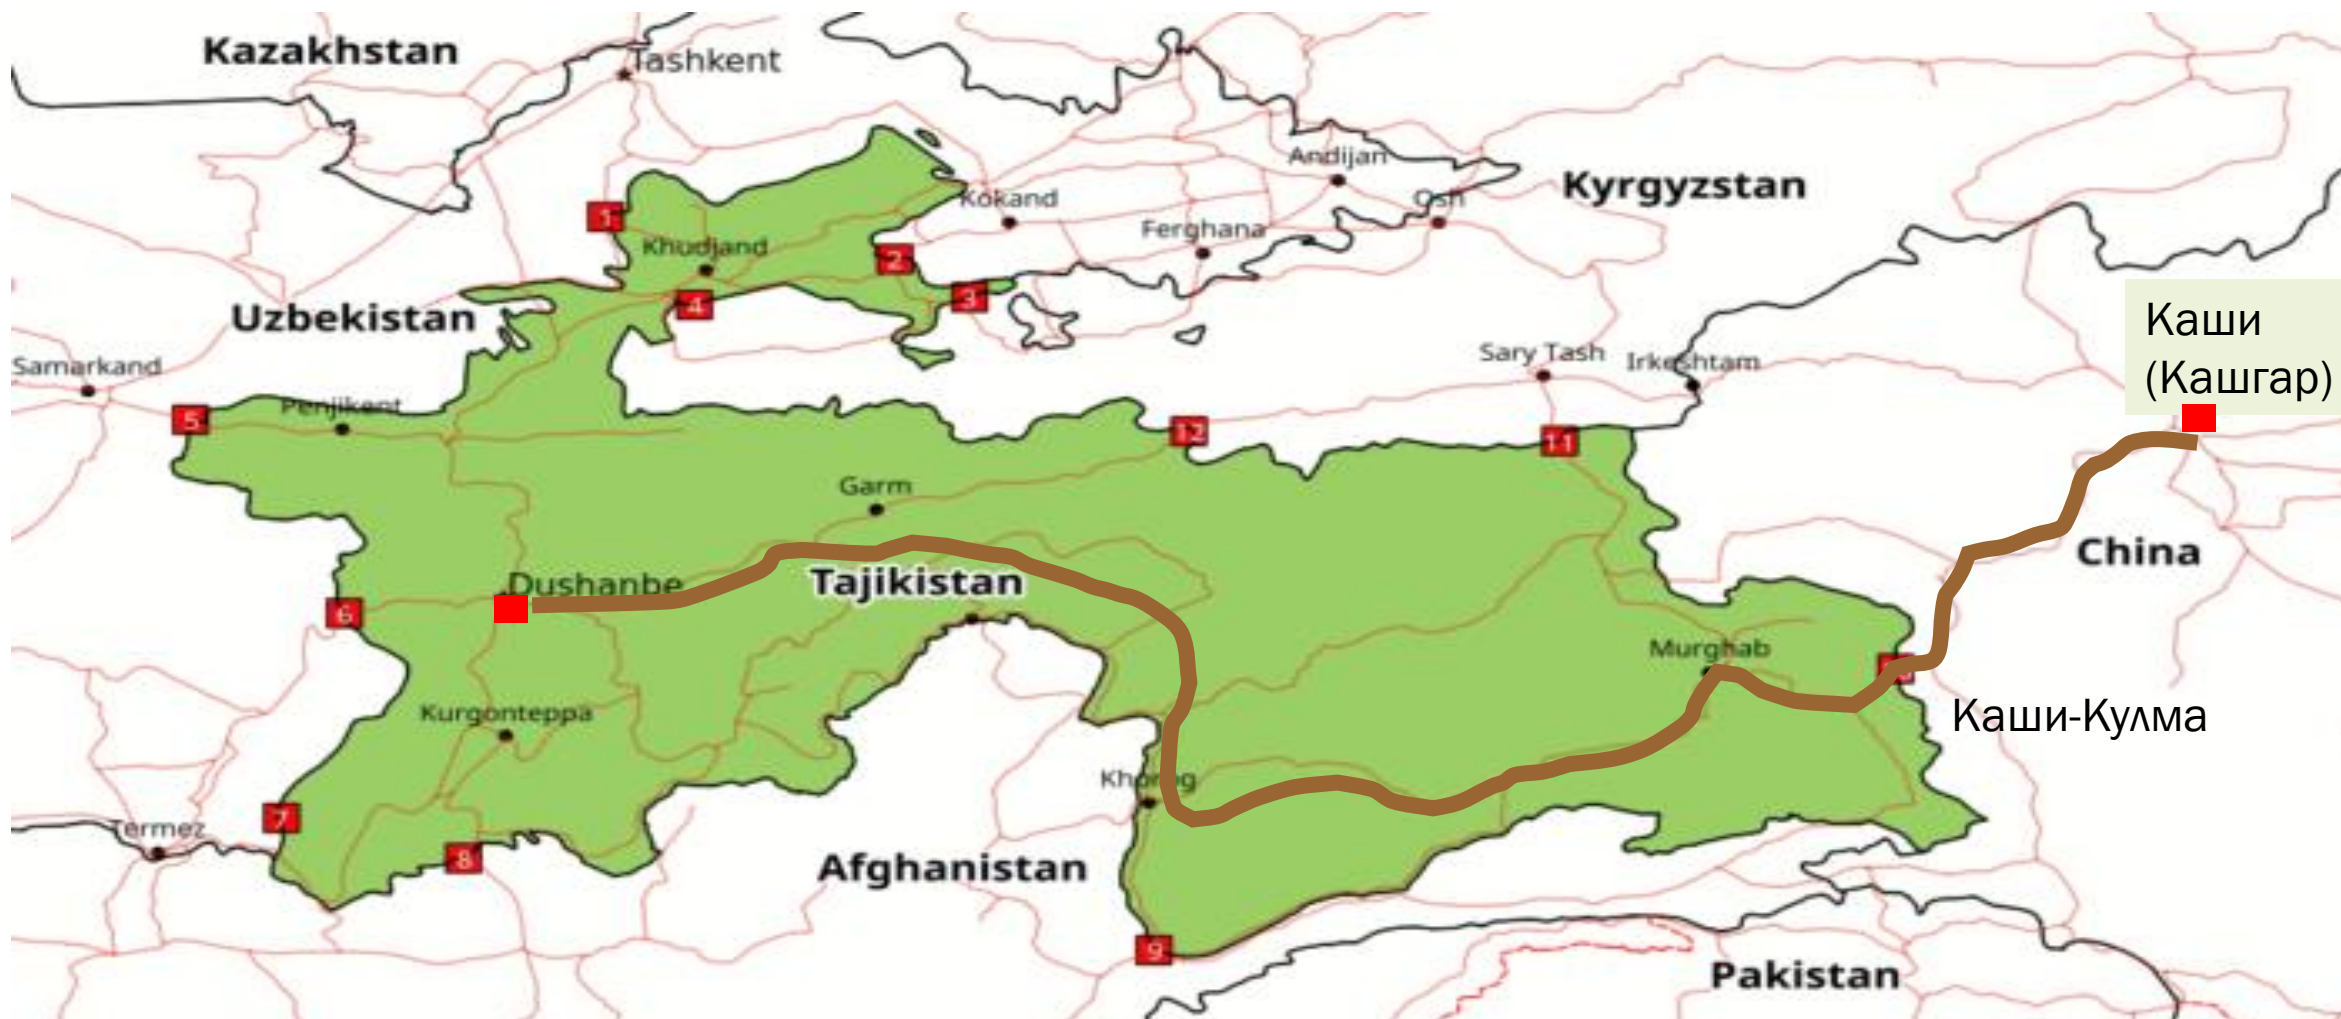 Kazakhstan
Tashkent
Andijan
Kyrgyzstan
Kokand
Osh
1
Ferghana
Khudjand
2
3
4
Uzbekistan
Каши
(Кашгар)
Samarkand
Sary Tash
Irkeshtam
Penjikent
5
12
11
Garm
China
Dushanbe
Tajikistan
6
Murghab
Kurgonteppa
Каши-Кулма
Khorog
7
Termez
8
Afghanistan
9
Pakistan